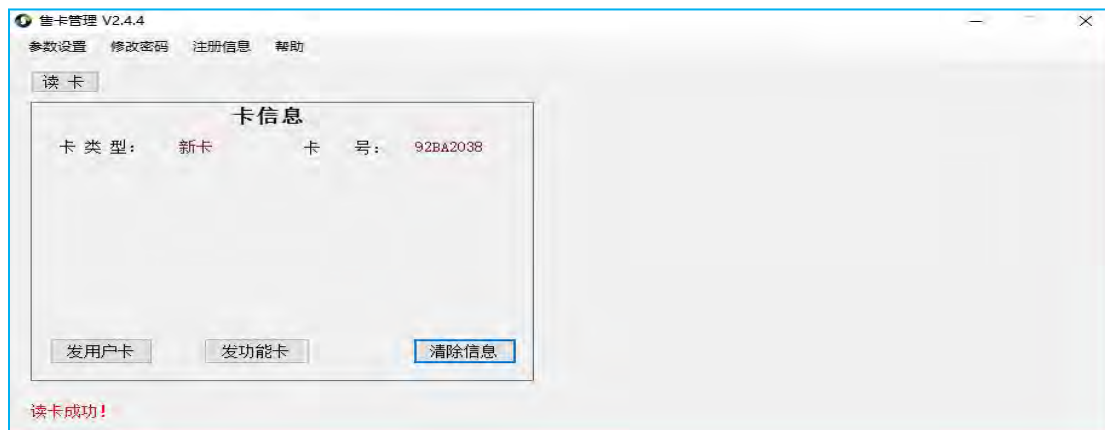 售卡管理 V2.4.4
参数设置 修改密码 注册信息 帮助
读 卡
卡信息
卡 类 型： 新卡 卡 号： 92BA2038
发用户卡 发功能卡 清除信息
读卡成功！